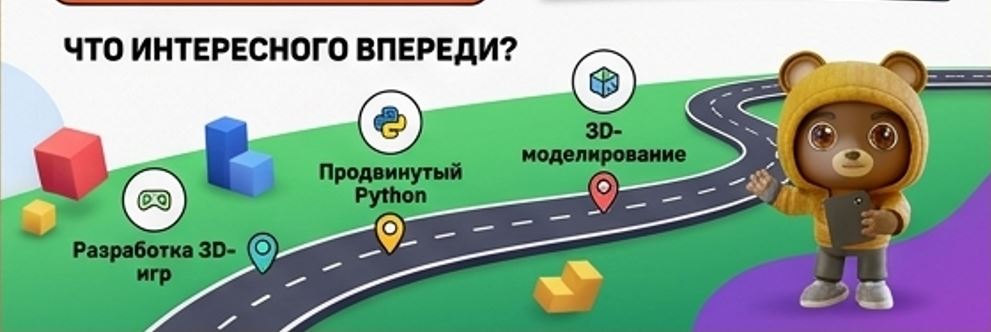 ЧТО ИНТЕРЕСНОГО ВПЕРЕДИ?
3D-
моделирование
Продвинутый
Python
Разработка 3D-
игр